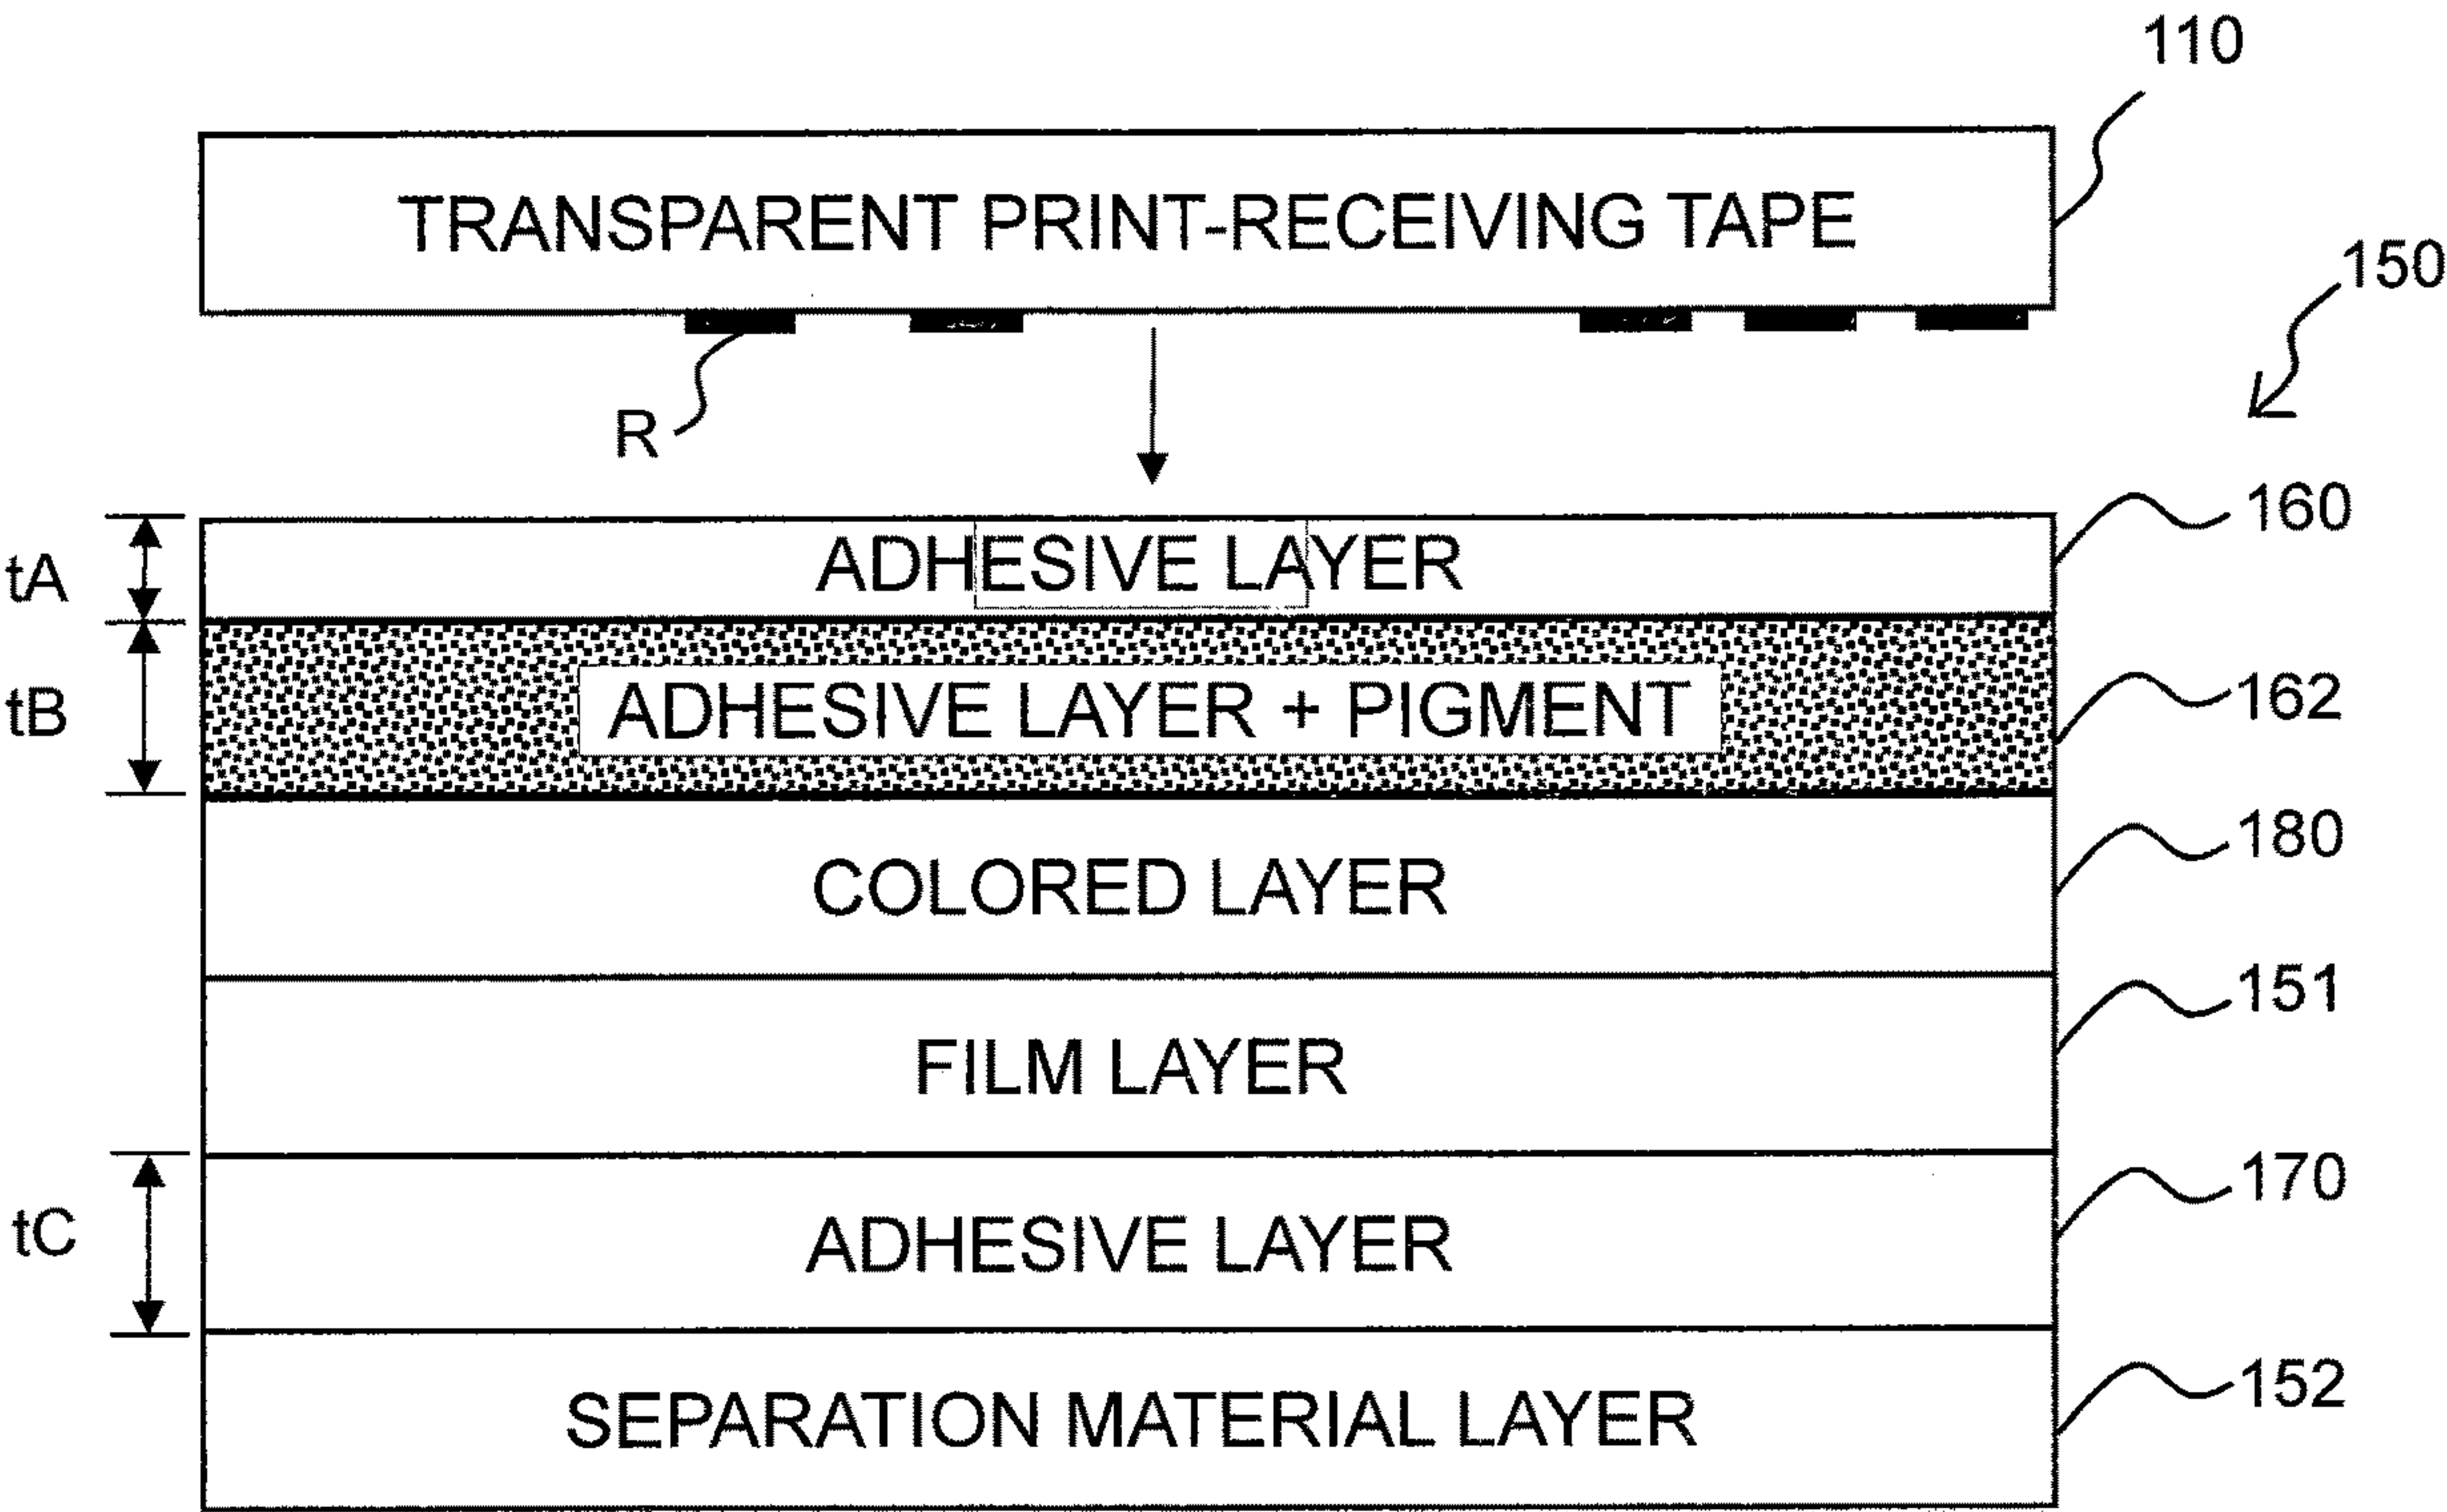 110
TRANSPARENT PRINT-RECEIVING TAPE
150
R
160
tA
ADHESIVE LAYER
tB
ADHESIVE LAYER + PIGMENT
162
COLORED LAYER
180
FILM LAYER
151
170
tC
ADHESIVE LAYER
SEPARATION MATERIAL LAYER
152